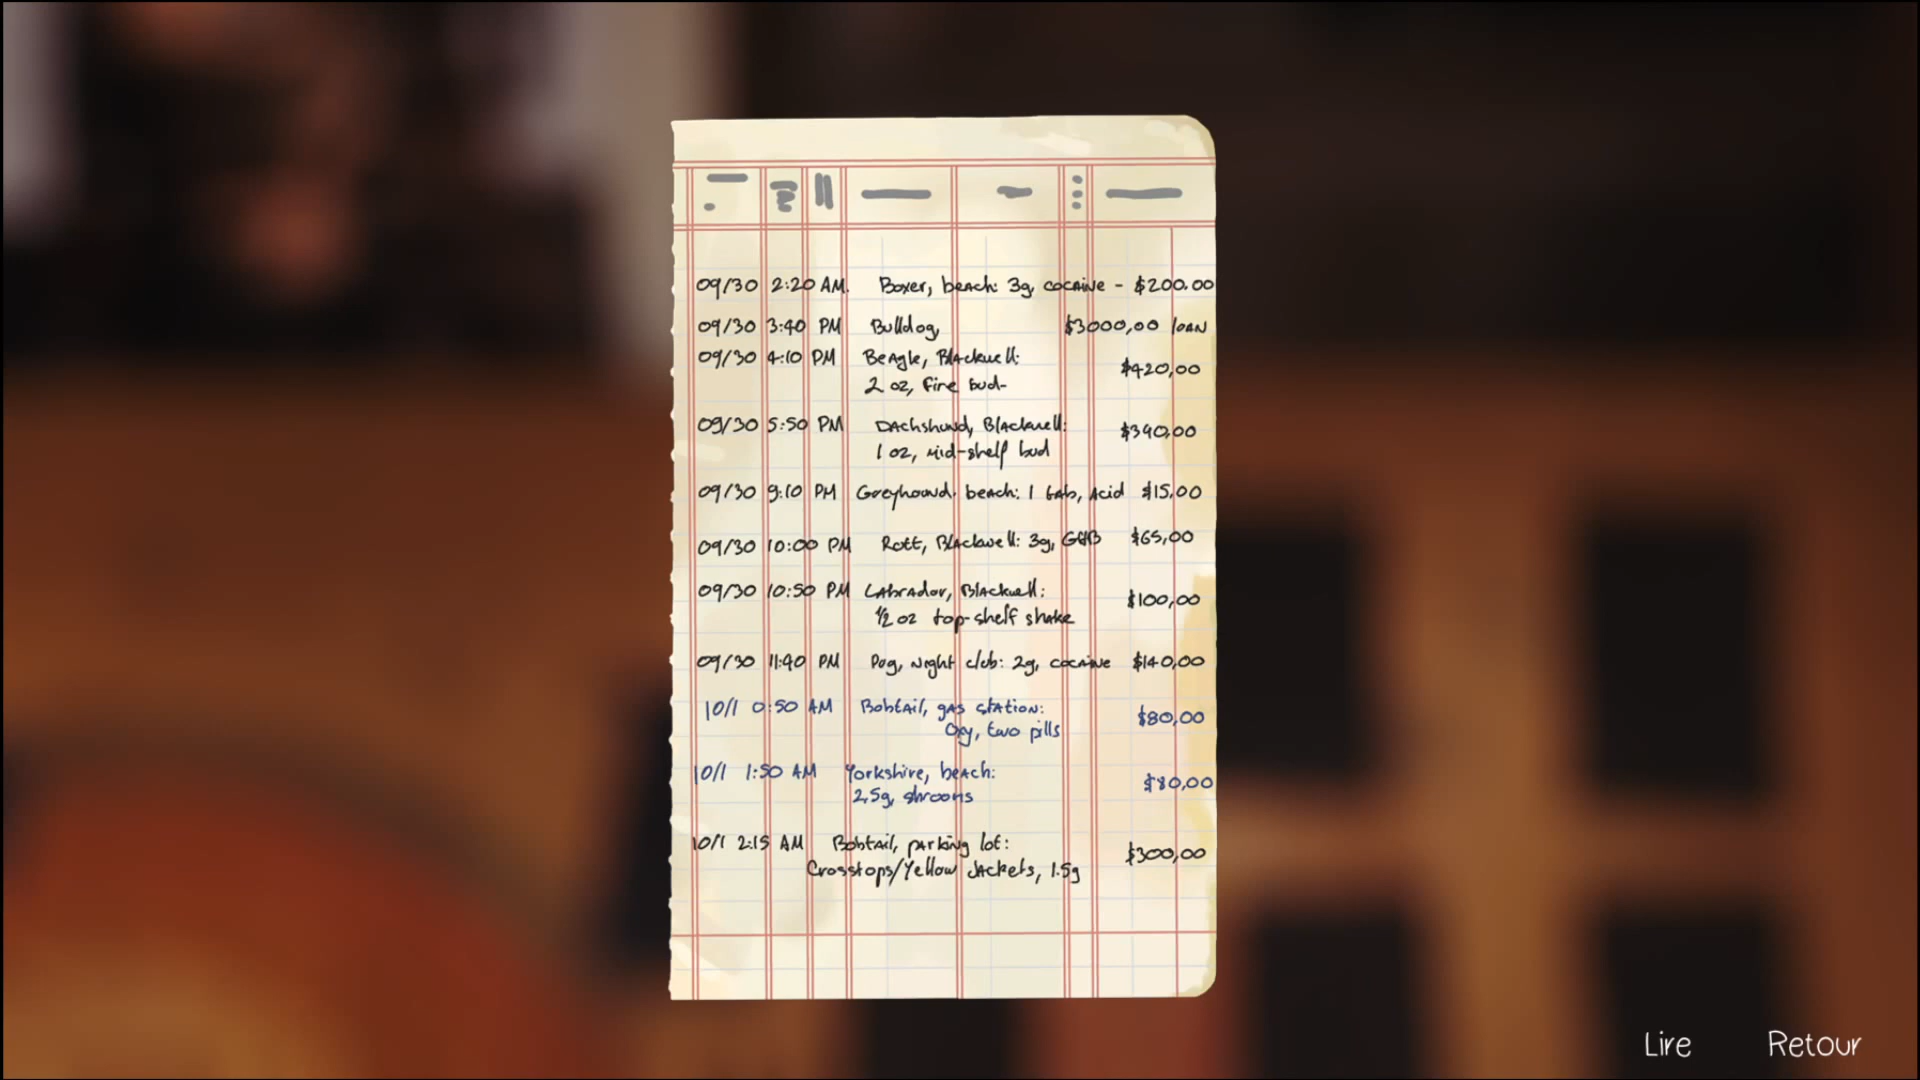 09/30 2:20 AM. Boxer, beach: 3g, cocaine - $200.00
09/30 3:40 PM Bulldog, $3000,00 loan
09/30 4:10 PM Beagle, Blackwell: $420,00
2 oz, fire bud-
09/30 5:50 PM Dachshund, Blackwell: $340,00
1 oz, mid-shelf bud
09/30 9:10 PM Greyhound, beach: 1 tab, acid $15,00
09/30 10:00 PM Rott, Blackwell: 3g, GHB $65,00
09/30 10:50 PM Labrador, Blackwell: $100,00
1/2 oz top-shelf shake
09/30 11:40 PM Pog, night club: 2g, cocaine $140,00
10/1 0:50 AM Bobtail, gas station: $80,00
Oxy, two pills
10/1 1:50 AM Yorkshire, beach: $80,00
2,5g, shrooms
10/1 2:15 AM Bobtail, parking lot: $300,00
Crosstops/Yellow Jackets, 1.5g
Lire Retour